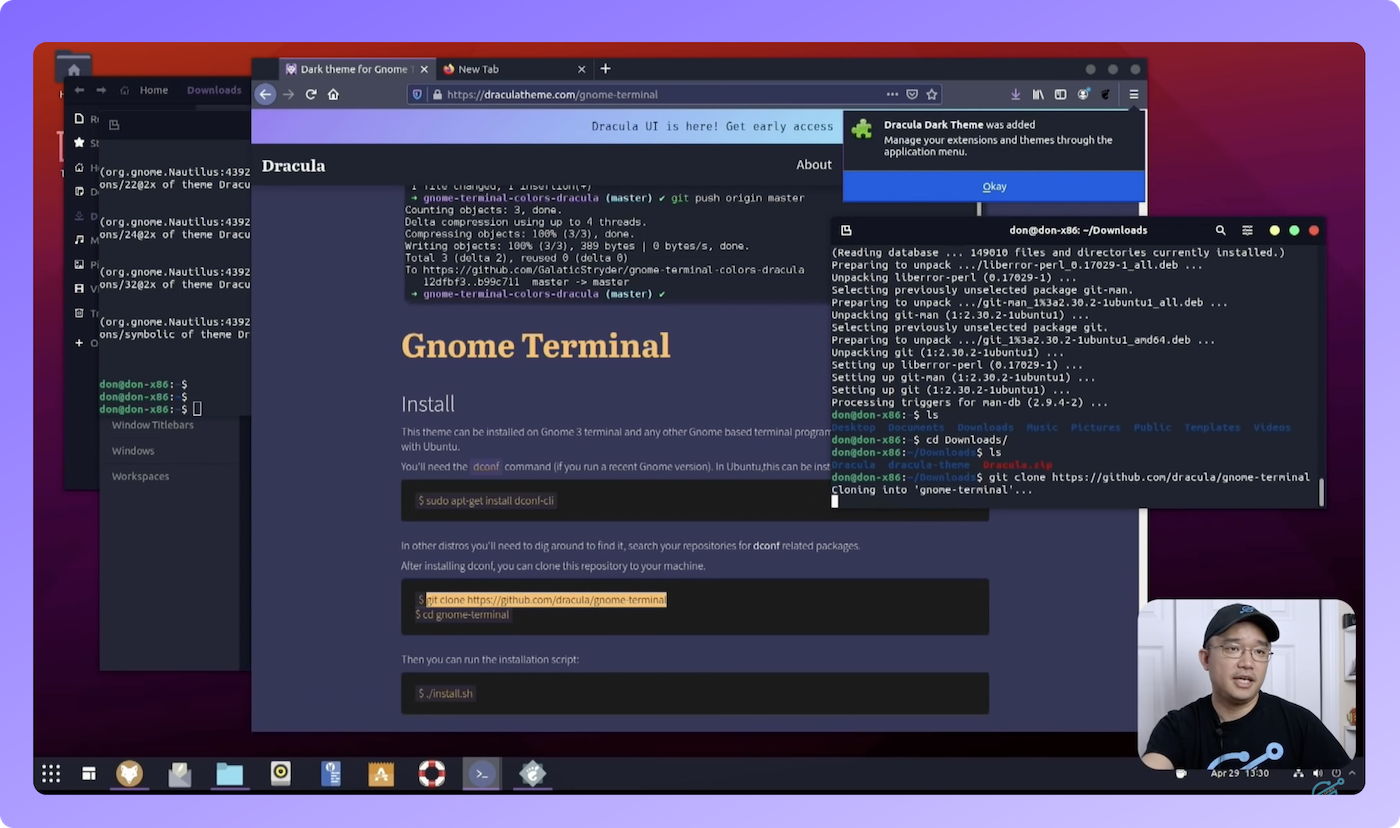 Dark theme for Gnome T
New Tab
Home
Downloads
https://draculatheme.com/gnome-terminal
Dracula UI is here! Get early access
Dracula Dark Theme was added
Manage your extensions and themes through the
application menu.
Okay
Dracula
About
(org.gnome.Nautilus:4392
ons/22@2x of theme Dracu
(org.gnome.Nautilus:4392
ons/24@2x of theme Dracu
(org.gnome.Nautilus:4392
ons/32@2x of theme Dracu
(org.gnome.Nautilus:4392
ons/symbolic of theme Dr
don@don-x86:~$
don@don-x86:~$
don@don-x86:~$
Window Titlebars
Windows
Workspaces
1 file changed, 1 insertion(+)
➜ gnome-terminal-colors-dracula (master) ✔ git push origin master
Counting objects: 3, done.
Delta compression using up to 4 threads.
Compressing objects: 100% (3/3), done.
Writing objects: 100% (3/3), 389 bytes | 0 bytes/s, done.
Total 3 (delta 2), reused 0 (delta 0)
To https://github.com/GalaticStryder/gnome-terminal-colors-dracula
12dfbf3..b99c711 master -> master
➜ gnome-terminal-colors-dracula (master) ✔
Gnome Terminal
Install
This theme can be installed on Gnome 3 terminal and any other Gnome based terminal program
with Ubuntu.
You'll need the dconf command (if you run a recent Gnome version). In Ubuntu,this can be inst
$ sudo apt-get install dconf-cli
In other distros you'll need to dig around to find it, search your repositories for dconf related packages.
After installing dconf, you can clone this repository to your machine.
$ git clone https://github.com/dracula/gnome-terminal
$ cd gnome-terminal
Then you can run the installation script:
$ ./install.sh
don@don-x86: ~/Downloads
(Reading database ... 149010 files and directories currently installed.)
Preparing to unpack .../liberror-perl_0.17029-1_all.deb ...
Unpacking liberror-perl (0.17029-1) ...
Selecting previously unselected package git-man.
Preparing to unpack .../git-man_1%3a2.30.2-1ubuntu1_all.deb ...
Unpacking git-man (1:2.30.2-1ubuntu1) ...
Selecting previously unselected package git.
Preparing to unpack .../git_1%3a2.30.2-1ubuntu1_amd64.deb ...
Unpacking git (1:2.30.2-1ubuntu1) ...
Setting up liberror-perl (0.17029-1) ...
Setting up git-man (1:2.30.2-1ubuntu1) ...
Setting up git (1:2.30.2-1ubuntu1) ...
Processing triggers for man-db (2.9.4-2) ...
don@don-x86:~$ ls
Desktop Documents Downloads Music Pictures Public Templates Videos
don@don-x86:~$ cd Downloads/
don@don-x86:~/Downloads$ ls
Dracula dracula-theme Dracula.zip
don@don-x86:~/Downloads$ git clone https://github.com/dracula/gnome-terminal
Cloning into 'gnome-terminal'...
Apr 29 13:30